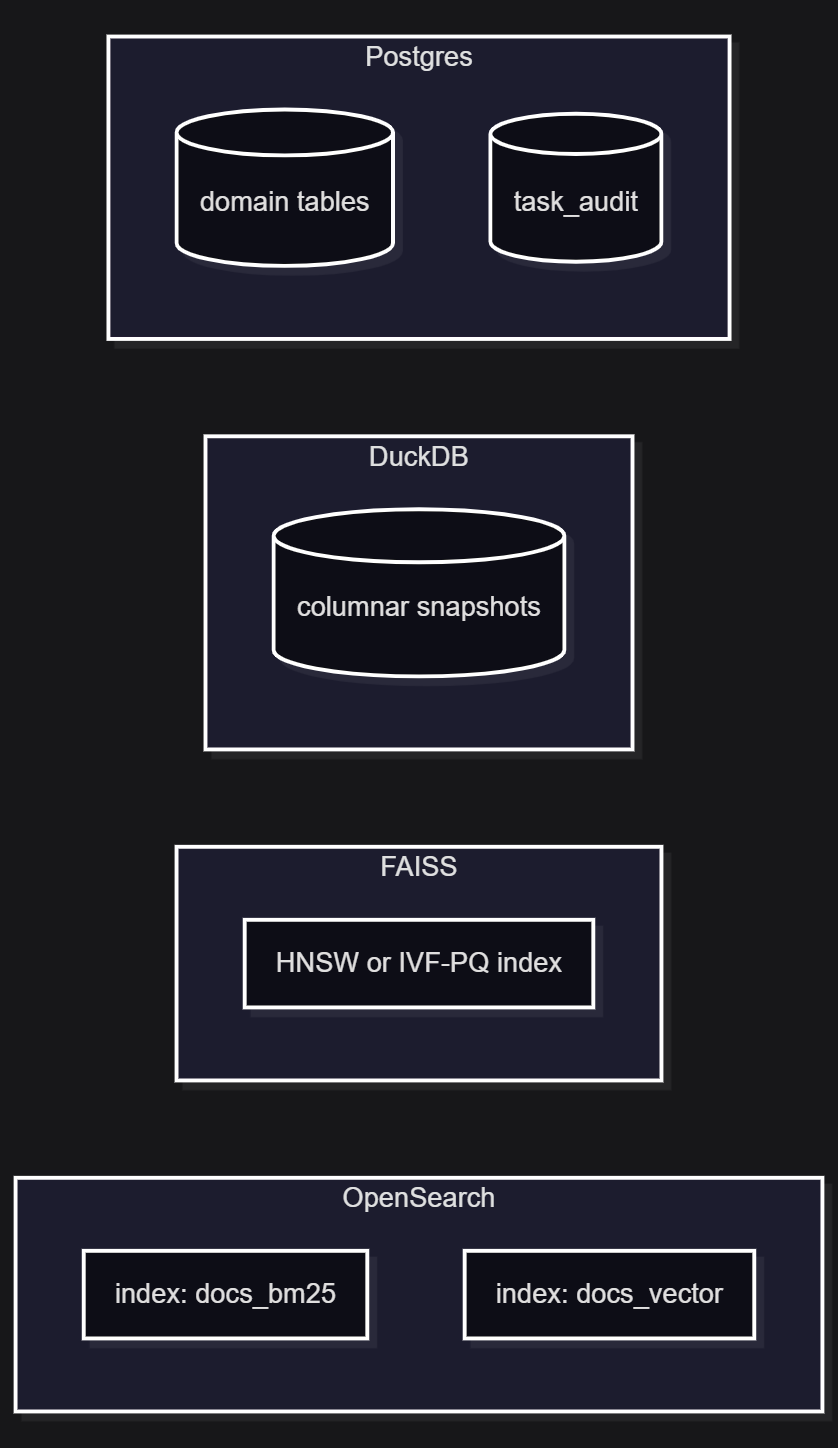 Postgres
domain tables
task_audit
DuckDB
columnar snapshots
FAISS
HNSW or IVF-PQ index
OpenSearch
index: docs_bm25
index: docs_vector